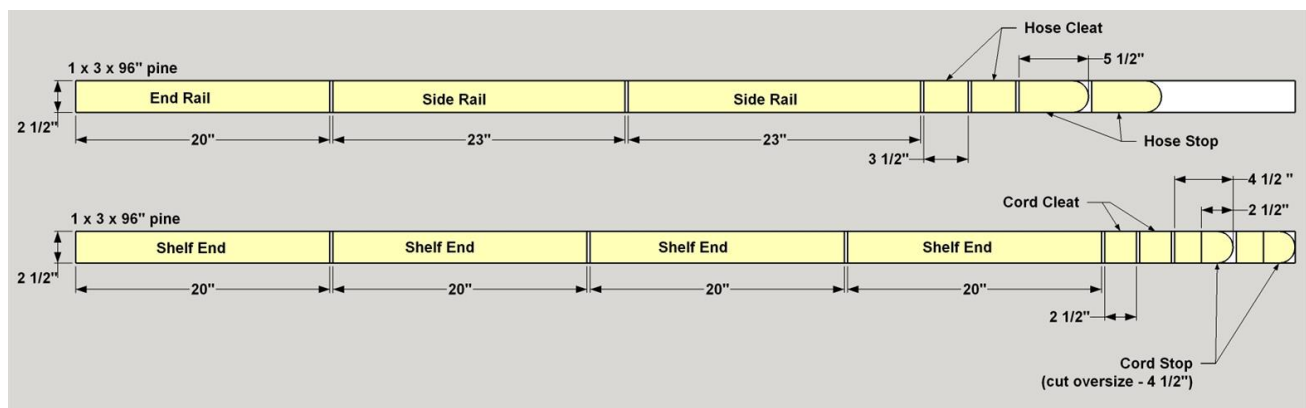 Hose Cleat
5 1/2"
1 x 3 x 96" pine
End Rail
Side Rail
Side Rail
2 1/2"
20"
23"
23"
Hose Stop
3 1/2"
4 1/2 "
Cord Cleat
2 1/2"
1 x 3 x 96" pine
Shelf End
Shelf End
Shelf End
Shelf End
2 1/2"
20"
20"
20"
20"
2 1/2"
Cord Stop
(cut oversize - 4 1/2")